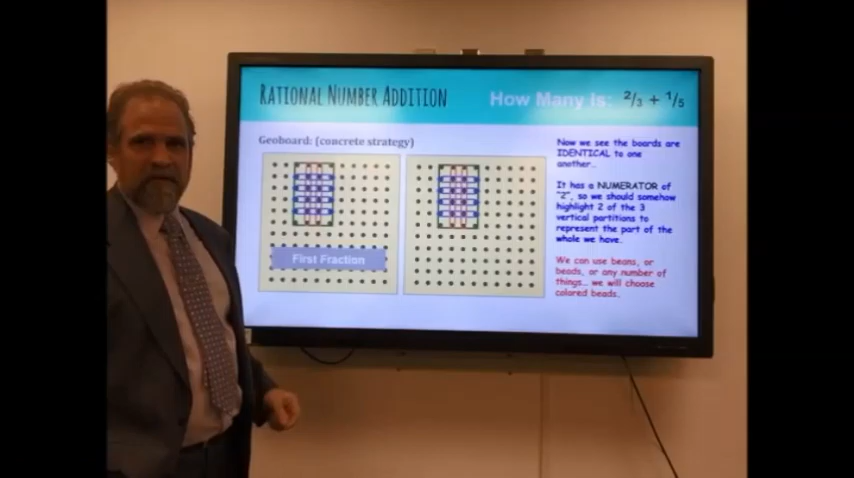 RATIONAL NUMBER ADDITION
How Many Is: 2/3 + 1/5
Geoboard: (concrete strategy)
First Fraction
Now we see the boards are
IDENTICAL to one
another...
It has a NUMERATOR of
"2", so we should somehow
highlight 2 of the 3
vertical partitions to
represent the part of the
whole we have.
We can use beans, or
beads, or any number of
things... we will choose
colored beads.